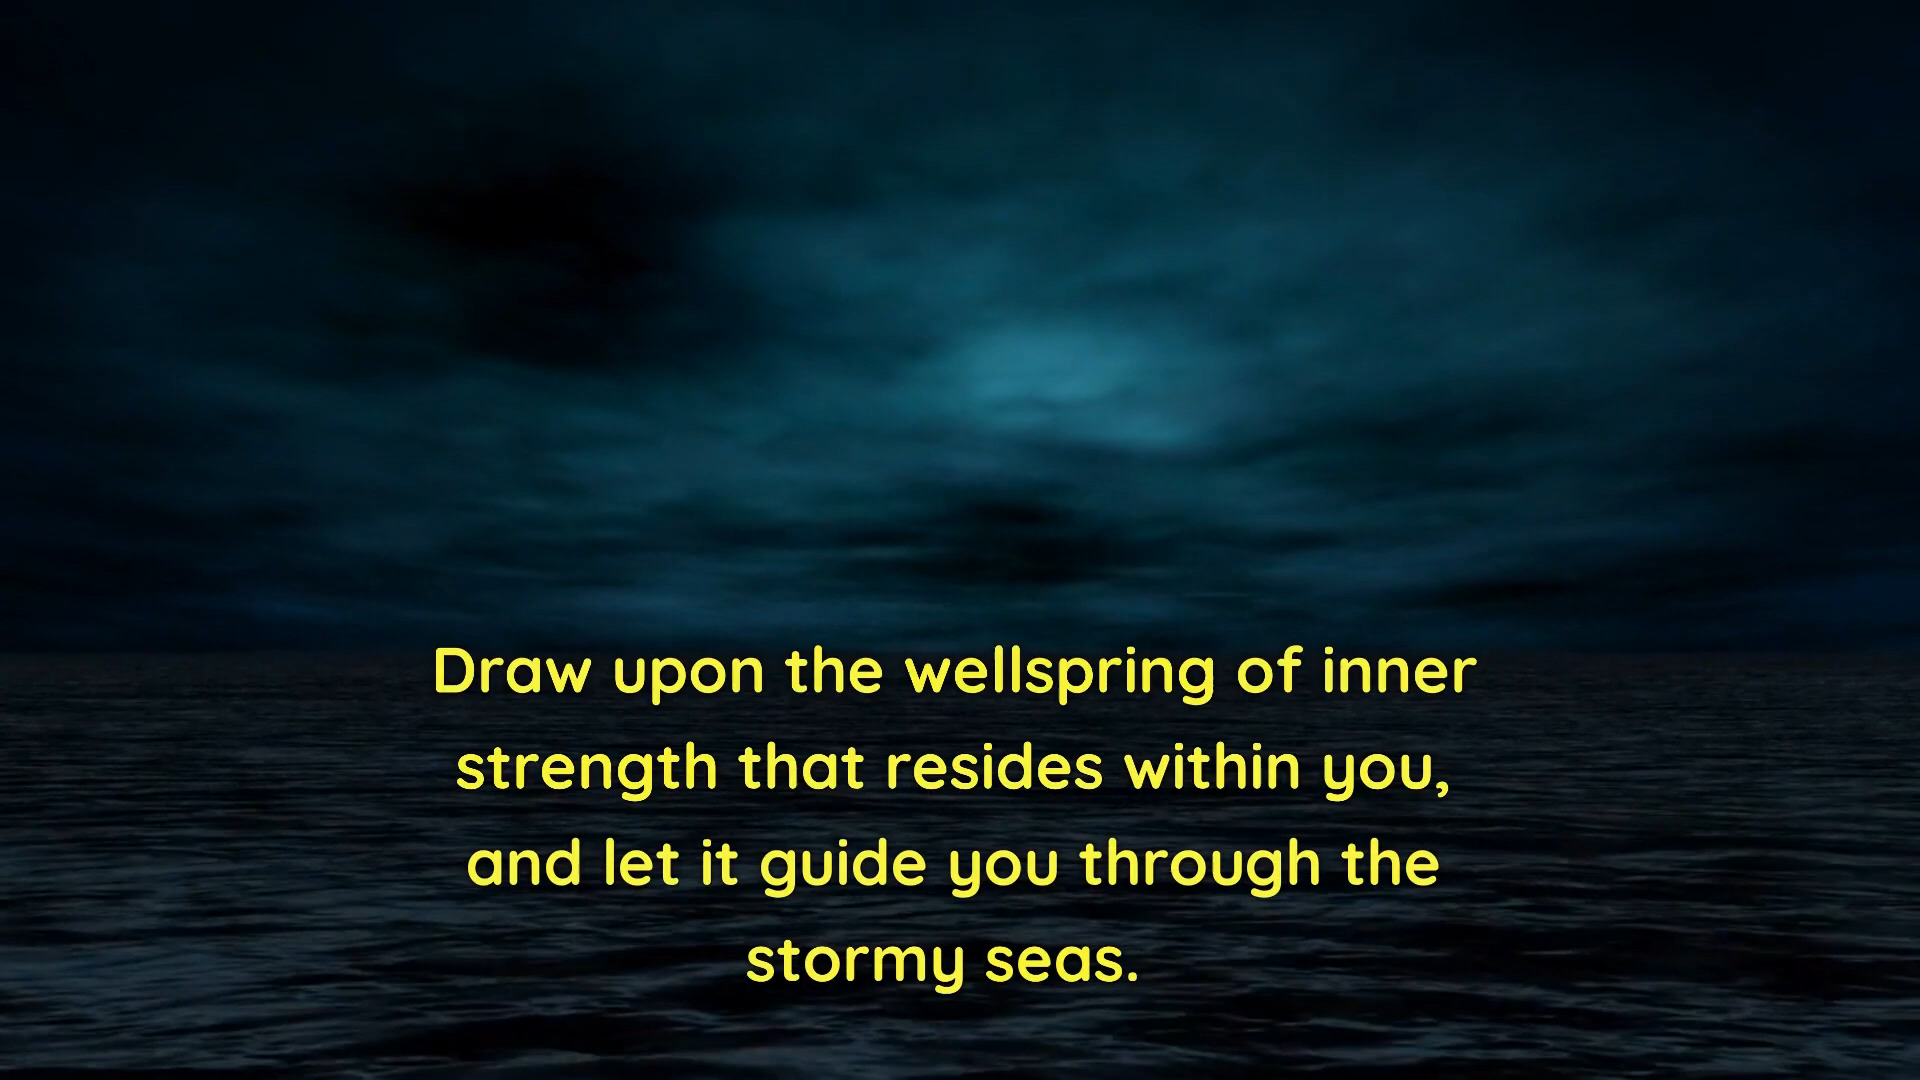 Draw upon the wellspring of inner
strength that resides within you,
and let it guide you through the
stormy seas.